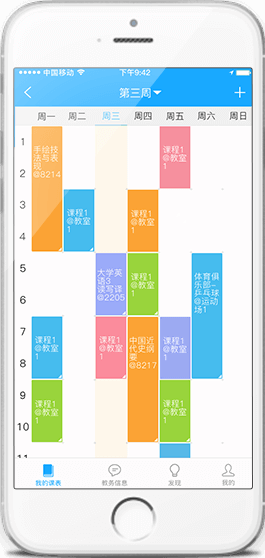 中国移动 下午9:42
第三周
周一 周二 周三 周四 周五 周六 周日
1
2
3
4
5
6
7
8
9
10
11
手绘技
法与表
现
@8214
课程1
@教室
1
课程1
@教室
1
课程1
@教室
1
课程1
@教室
1
大学英
语3
读写译
@2205
课程1
@教室
1
中国近
代史纲
要
@8217
课程1
@教室
1
课程1
@教室
1
课程1
@教室
1
课程1
@教室
1
体育俱
乐部-
乒乓球
@运动
场1
我的课表 教务信息 发现 我的